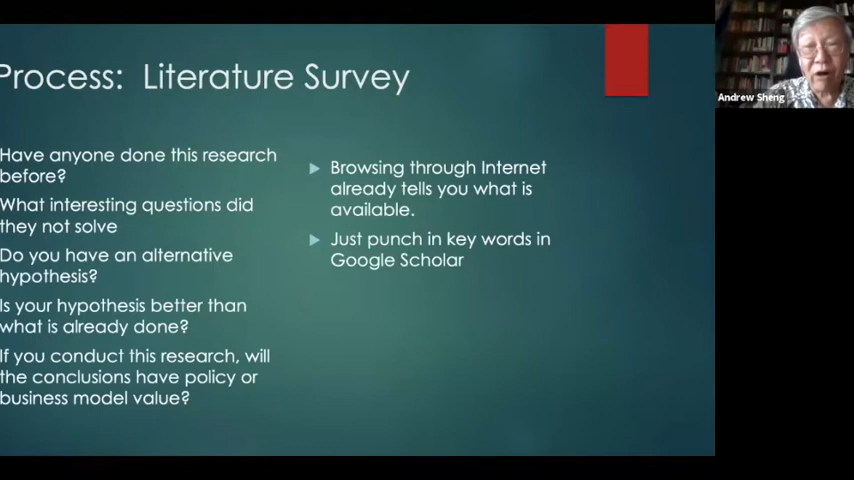 Process: Literature Survey
Have anyone done this research
before?
What interesting questions did
they not solve
Do you have an alternative
hypothesis?
Is your hypothesis better than
what is already done?
If you conduct this research, will
the conclusions have policy or
business model value?
Browsing through Internet
already tells you what is
available.
Just punch in key words in
Google Scholar
Andrew Sheng